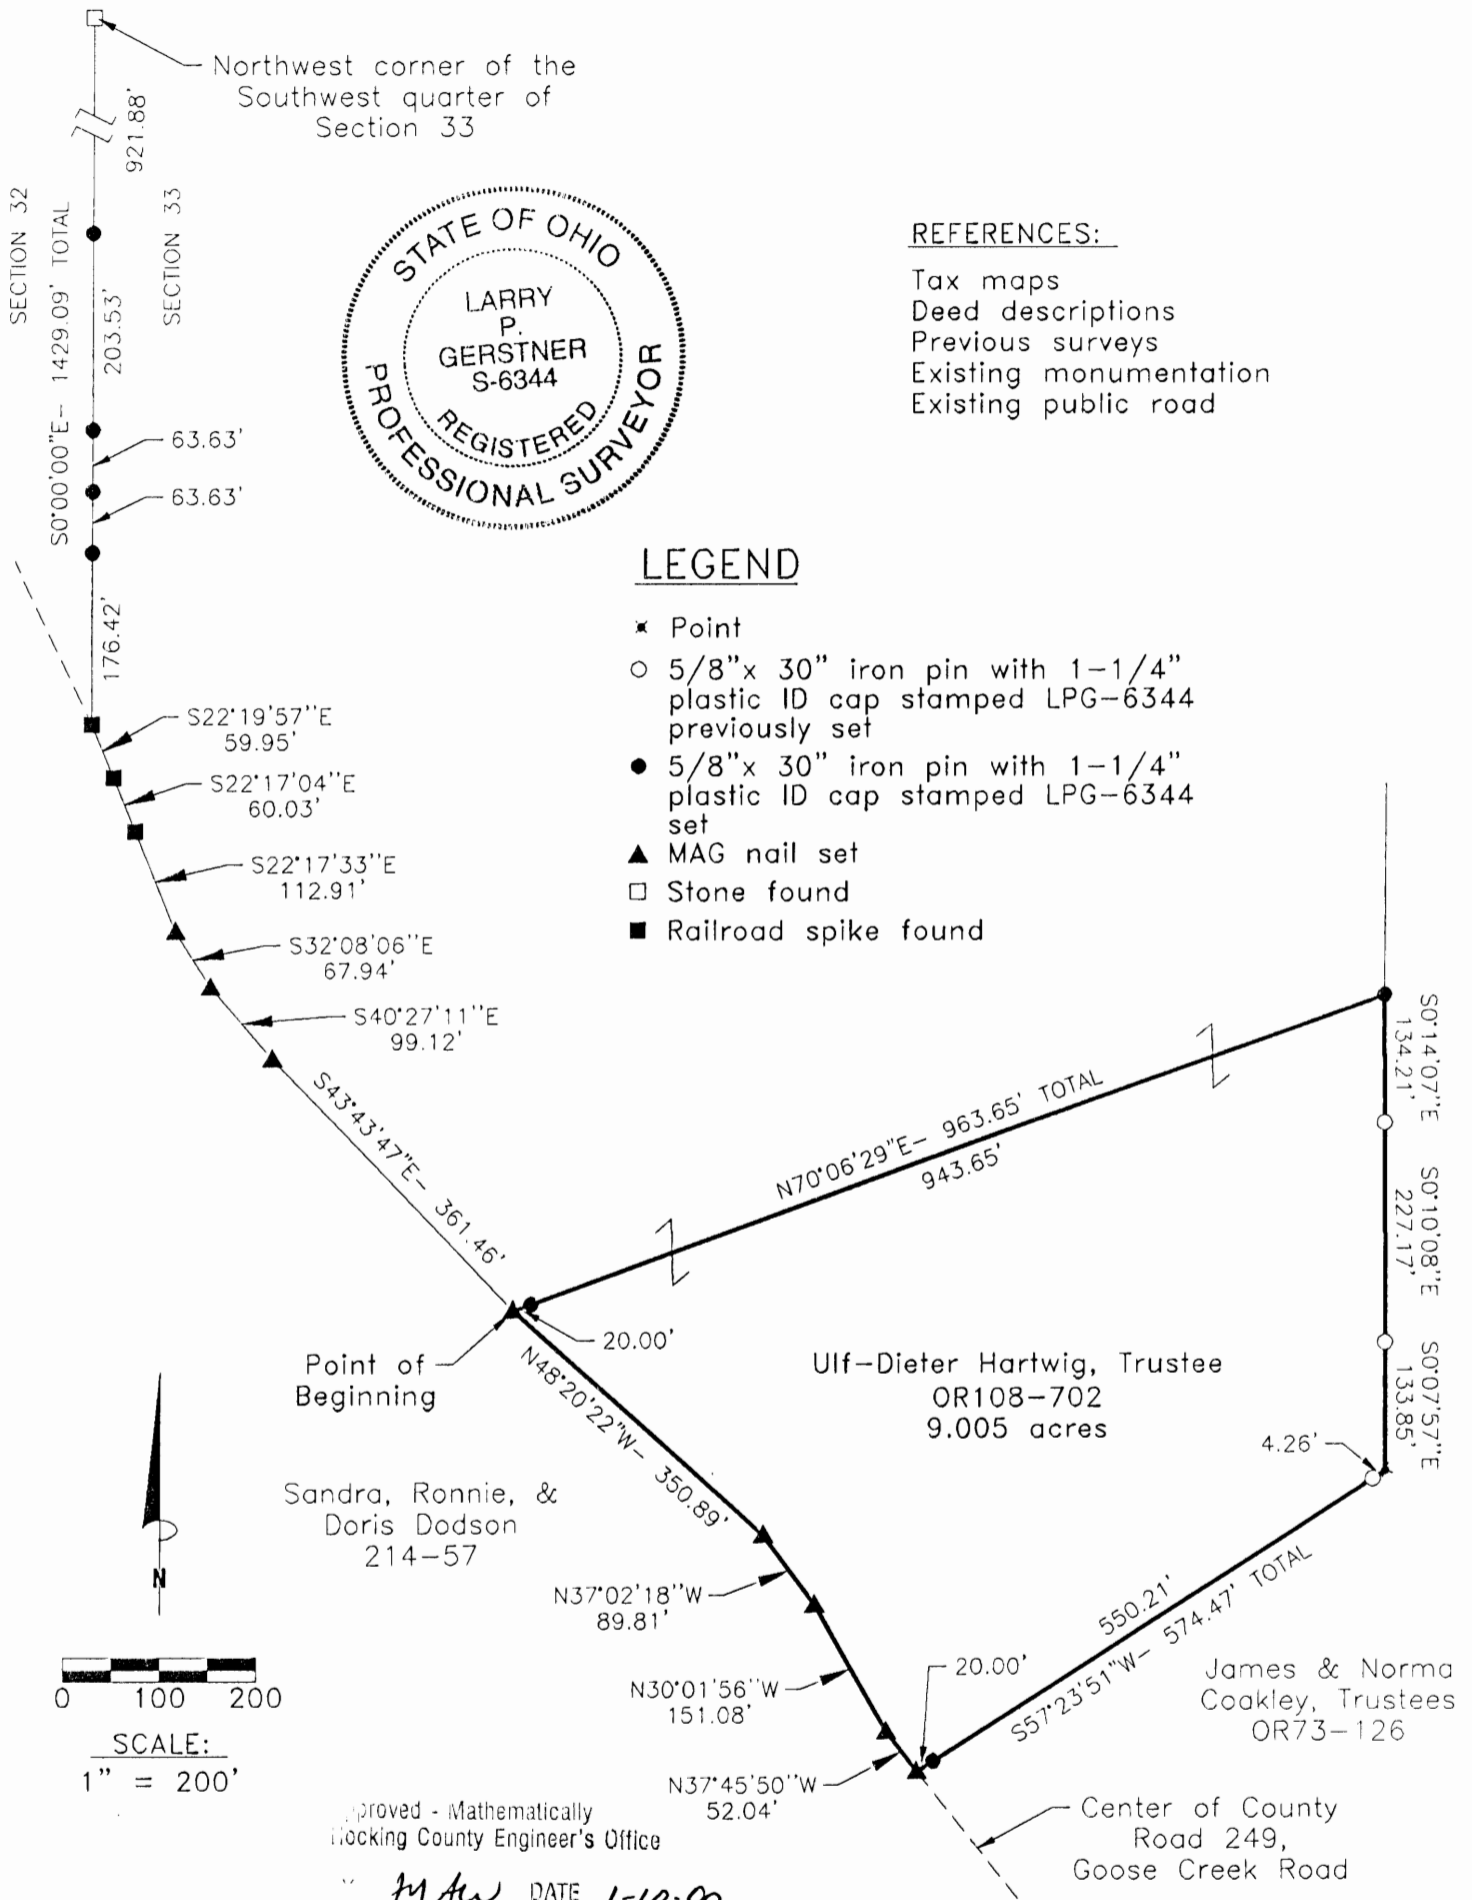 Northwest corner of the
Southwest quarter of
Section 33
921.88'
SECTION 32
S0°00'00"E- 1429.09' TOTAL
SECTION 33
203.53'
63.63'
63.63'
176.42'
STATE OF OHIO
LARRY
P.
GERSTNER
S-6344
REGISTERED
PROFESSIONAL SURVEYOR
REFERENCES:
Tax maps
Deed descriptions
Previous surveys
Existing monumentation
Existing public road
LEGEND
Point
5/8"x 30" iron pin with 1-1/4"
plastic ID cap stamped LPG-6344
previously set
5/8"x 30" iron pin with 1-1/4"
plastic ID cap stamped LPG-6344
set
MAG nail set
Stone found
Railroad spike found
S22°19'57"E
59.95'
S22°17'04"E
60.03'
S22°17'33"E
112.91'
S32°08'06"E
67.94'
S40°27'11"E
99.12'
S43°43'47"E- 361.46'
N70°06'29"E- 963.65' TOTAL
943.65'
S0°14'07"E
134.21'
S0°10'08"E
227.17'
S0°07'57"E
133.85'
4.26'
20.00'
Point of
Beginning
Ulf-Dieter Hartwig, Trustee
OR108-702
9.005 acres
N48°20'22"W- 350.89'
Sandra, Ronnie, &
Doris Dodson
214-57
N
N37°02'18"W
89.81'
N30°01'56"W
151.08'
20.00'
550.21'
S57°23'51"W- 574.47' TOTAL
James & Norma
Coakley, Trustees
OR73-126
N37°45'50"W
52.04'
0 100 200
SCALE:
1" = 200'
Center of County
Road 249,
Goose Creek Road
proved - Mathematically
Hocking County Engineer's Office
DATE